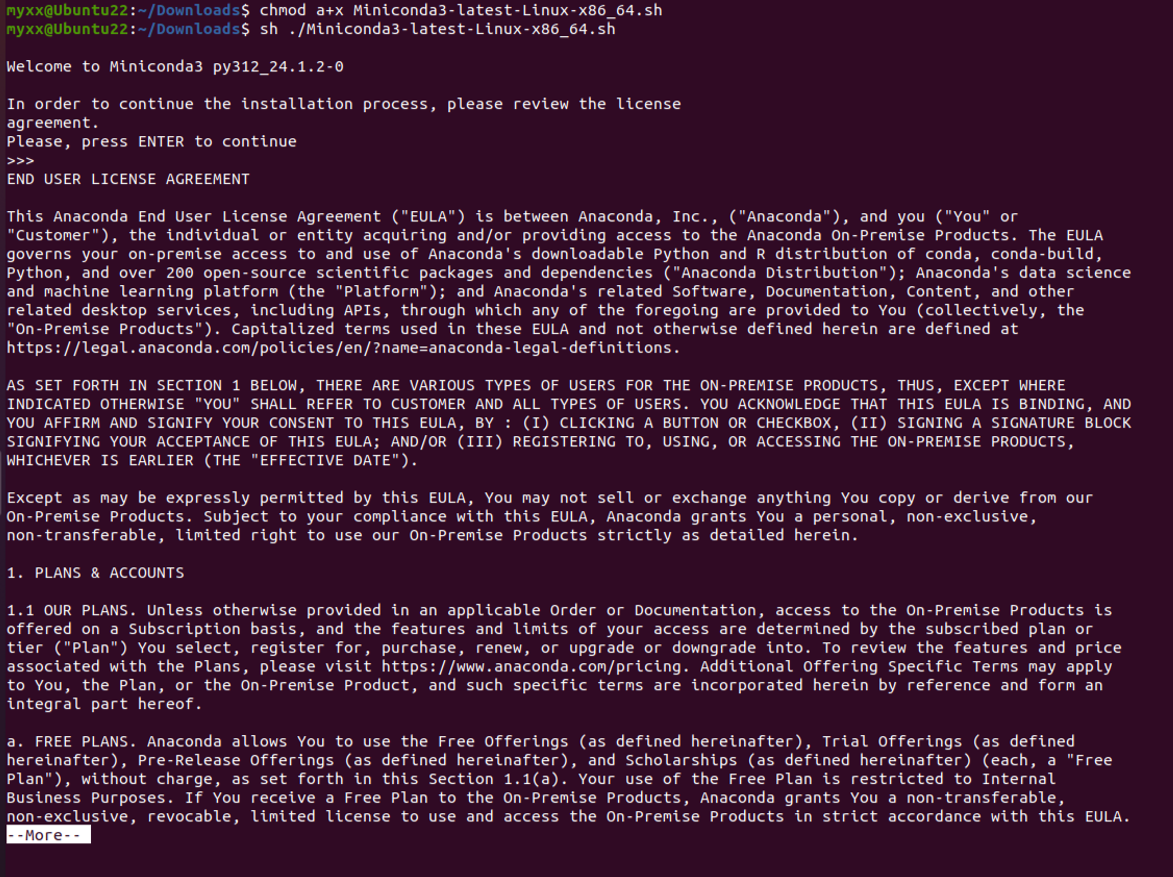 myxx@Ubuntu22:~/Downloads$ chmod a+x Miniconda3-latest-Linux-x86_64.sh
myxx@Ubuntu22:~/Downloads$ sh ./Miniconda3-latest-Linux-x86_64.sh
Welcome to Miniconda3 py312_24.1.2-0
In order to continue the installation process, please review the license
agreement.
Please, press ENTER to continue
>>>
END USER LICENSE AGREEMENT
This Anaconda End User License Agreement ("EULA") is between Anaconda, Inc., ("Anaconda"), and you ("You" or
"Customer"), the individual or entity acquiring and/or providing access to the Anaconda On-Premise Products. The EULA
governs your on-premise access to and use of Anaconda's downloadable Python and R distribution of conda, conda-build,
Python, and over 200 open-source scientific packages and dependencies ("Anaconda Distribution"); Anaconda's data science
and machine learning platform (the "Platform"); and Anaconda's related Software, Documentation, Content, and other
related desktop services, including APIs, through which any of the foregoing are provided to You (collectively, the
"On-Premise Products"). Capitalized terms used in these EULA and not otherwise defined herein are defined at
https://legal.anaconda.com/policies/en/?name=anaconda-legal-definitions.
AS SET FORTH IN SECTION 1 BELOW, THERE ARE VARIOUS TYPES OF USERS FOR THE ON-PREMISE PRODUCTS, THUS, EXCEPT WHERE
INDICATED OTHERWISE "YOU" SHALL REFER TO CUSTOMER AND ALL TYPES OF USERS. YOU ACKNOWLEDGE THAT THIS EULA IS BINDING, AND
YOU AFFIRM AND SIGNIFY YOUR CONSENT TO THIS EULA, BY : (I) CLICKING A BUTTON OR CHECKBOX, (II) SIGNING A SIGNATURE BLOCK
SIGNIFYING YOUR ACCEPTANCE OF THIS EULA; AND/OR (III) REGISTERING TO, USING, OR ACCESSING THE ON-PREMISE PRODUCTS,
WHICHEVER IS EARLIER (THE "EFFECTIVE DATE").
Except as may be expressly permitted by this EULA, You may not sell or exchange anything You copy or derive from our
On-Premise Products. Subject to your compliance with this EULA, Anaconda grants You a personal, non-exclusive,
non-transferable, limited right to use our On-Premise Products strictly as detailed herein.
1. PLANS & ACCOUNTS
1.1 OUR PLANS. Unless otherwise provided in an applicable Order or Documentation, access to the On-Premise Products is
offered on a Subscription basis, and the features and limits of your access are determined by the subscribed plan or
tier ("Plan") You select, register for, purchase, renew, or upgrade or downgrade into. To review the features and price
associated with the Plans, please visit https://www.anaconda.com/pricing. Additional Offering Specific Terms may apply
to You, the Plan, or the On-Premise Product, and such specific terms are incorporated herein by reference and form an
integral part hereof.
a. FREE PLANS. Anaconda allows You to use the Free Offerings (as defined hereinafter), Trial Offerings (as defined
hereinafter), Pre-Release Offerings (as defined hereinafter), and Scholarships (as defined hereinafter) (each, a "Free
Plan"), without charge, as set forth in this Section 1.1(a). Your use of the Free Plan is restricted to Internal
Business Purposes. If You receive a Free Plan to the On-Premise Products, Anaconda grants You a non-transferable,
non-exclusive, revocable, limited license to use and access the On-Premise Products in strict accordance with this EULA.
--More--